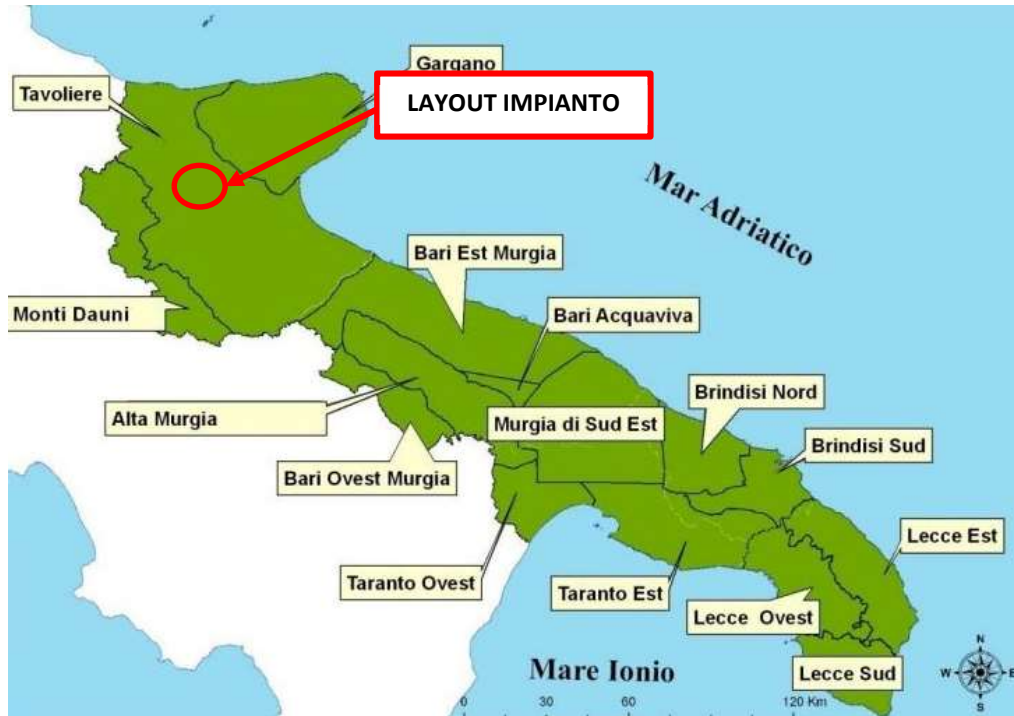 Gargano
Tavoliere
LAYOUT IMPIANTO
Mar Adriatico
Bari Est Murgia
Monti Dauni
Bari Acquaviva
Brindisi Nord
Alta Murgia
Murgia di Sud Est
Brindisi Sud
Bari Ovest Murgia
Lecce Est
Taranto Ovest
Taranto Est
Lecce Ovest
N
Mare Ionio
Lecce Sud
W
E
S
0 30 60 120 Km